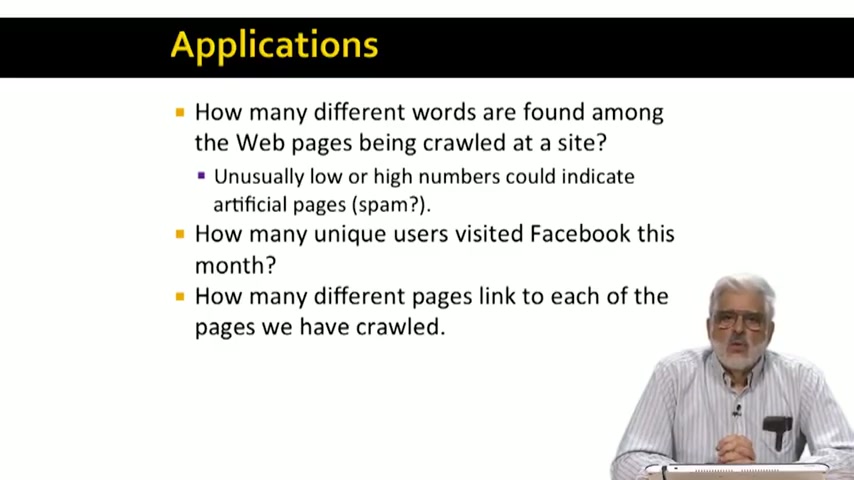 Applications
How many different words are found among
the Web pages being crawled at a site?
Unusually low or high numbers could indicate
artificial pages (spam?).
How many unique users visited Facebook this
month?
How many different pages link to each of the
pages we have crawled.